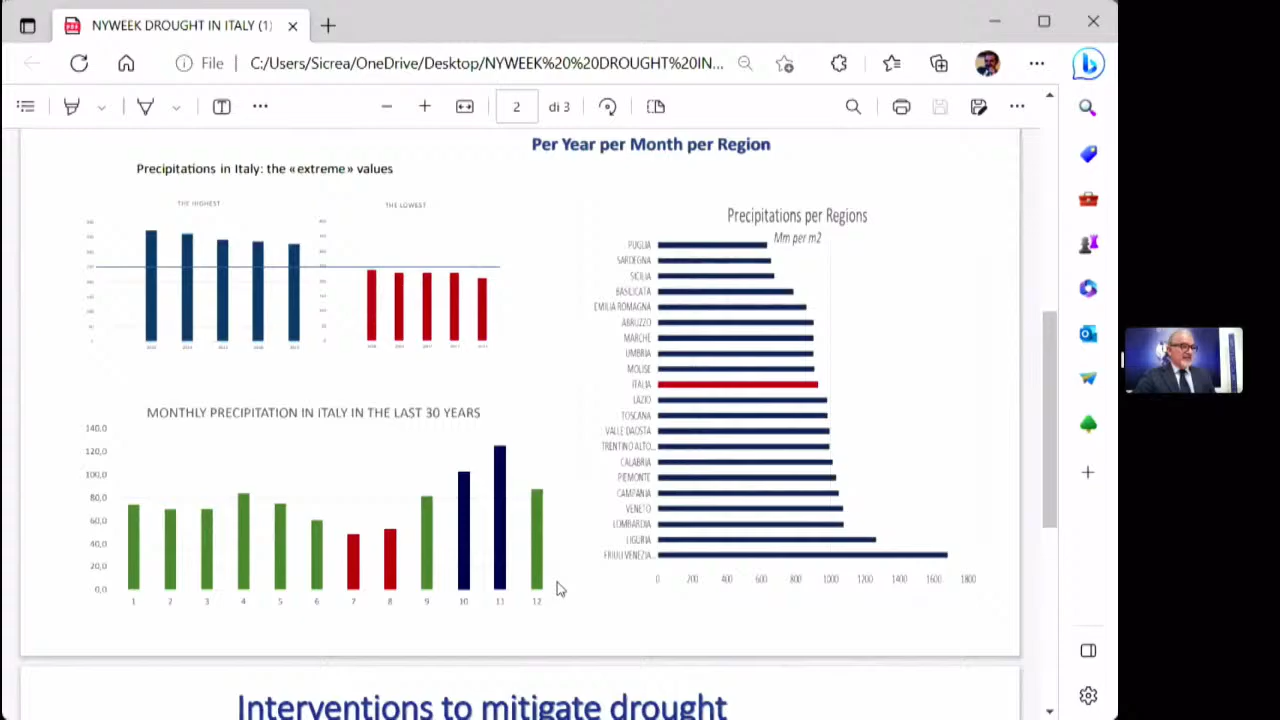 NYWEEK DROUGHT IN ITALY (1)
File
C:/Users/Sicrea/OneDrive/Desktop/NYWEEK%20%20DROUGHT%20IN...
2 di 3
Per Year per Month per Region
Precipitations in Italy: the «extreme» values
THE HIGHEST
THE LOWEST
MONTHLY PRECIPITATION IN ITALY IN THE LAST 30 YEARS
140,0
120,0
100,0
80,0
60,0
40,0
20,0
0,0
1 2 3 4 5 6 7 8 9 10 11 12
Precipitations per Regions
Mm per m2
PUGLIA
SARDEGNA
SICILIA
BASILICATA
EMILIA ROMAGNA
ABRUZZO
MARCHE
UMBRIA
MOLISE
ITALIA
LAZIO
TOSCANA
VALLE DAOSTA
TRENTINO ALTO...
CALABRIA
PIEMONTE
CAMPANIA
VENETO
LOMBARDIA
LIGURIA
FRIULI VENEZIA...
0 200 400 600 800 1000 1200 1400 1600 1800
Interventions to mitigate drought